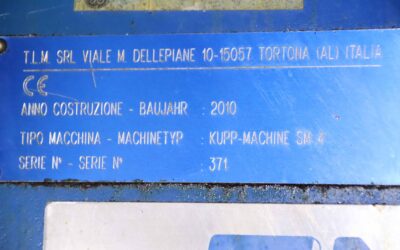 T.L.M. SRL VIALE M. DELLEPIANE 10-15057 TORTONA (AL) ITALIA
CE
ANNO COSTRUZIONE - BAUJAHR : 2010
TIPO MACCHINA - MACHINETYP : KUPP-MACHINE SM 4
SERIE N° - SERIE N° : 371